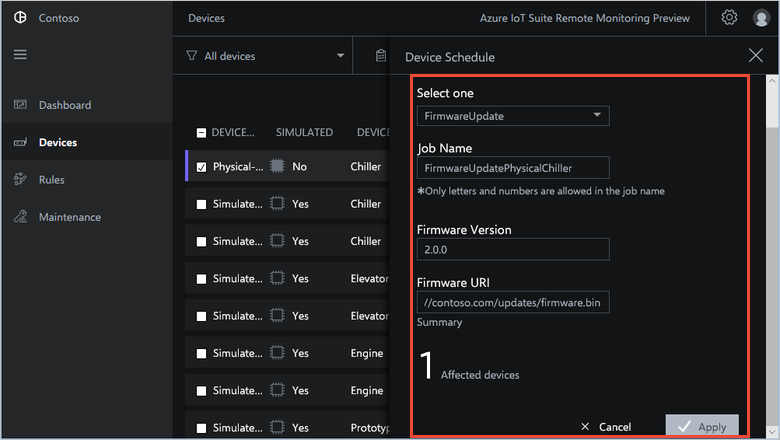 Contoso
Devices
Azure IoT Suite Remote Monitoring Preview
All devices
Device Schedule
Dashboard
Devices
Rules
Maintenance
DEVICE... SIMULATED DEVICE
Physical-... No Chiller
Simulate... Yes Chiller
Simulate... Yes Chiller
Simulate... Yes Elevator
Simulate... Yes Elevator
Simulate... Yes Engine
Simulate... Yes Engine
Simulate... Yes Prototyp
Select one
FirmwareUpdate
Job Name
FirmwareUpdatePhysicalChiller
*Only letters and numbers are allowed in the job name
Firmware Version
2.0.0
Firmware URI
//contoso.com/updates/firmware.bin
Summary
1 Affected devices
Cancel
Apply